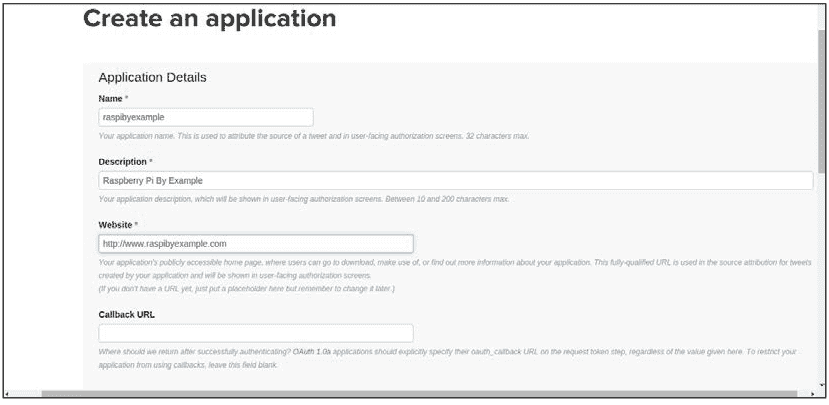 Create an application
Application Details
Name *
raspibyexample
Your application name. This is used to attribute the source of a tweet and in user-facing authorization screens. 32 characters max.
Description *
Raspberry Pi By Example
Your application description, which will be shown in user-facing authorization screens. Between 10 and 200 characters max.
Website *
http://www.raspibyexample.com
Your application's publicly accessible home page, where users can go to download, make use of, or find out more information about your application. This fully-qualified URL is used in the source attribution for tweets
created by your application and will be shown in user-facing authorization screens.
(If you don't have a URL yet, just put a placeholder here but remember to change it later.)
Callback URL
Where should we return after successfully authenticating? OAuth 1.0a applications should explicitly specify their oauth_callback URL on the request token step, regardless of the value given here. To restrict your
application from using callbacks, leave this field blank.